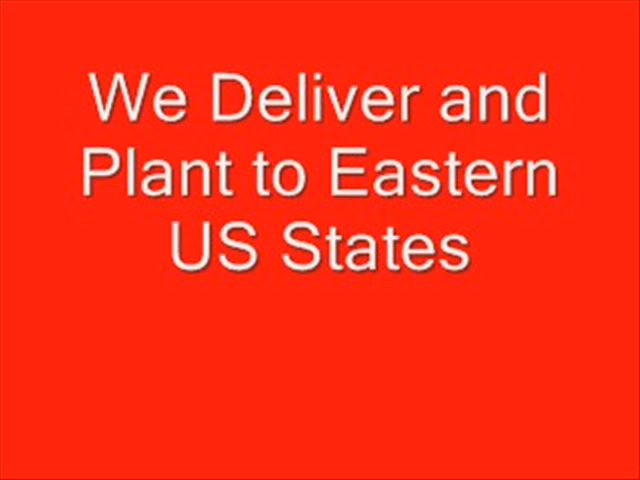 We Deliver and
Plant to Eastern
US States